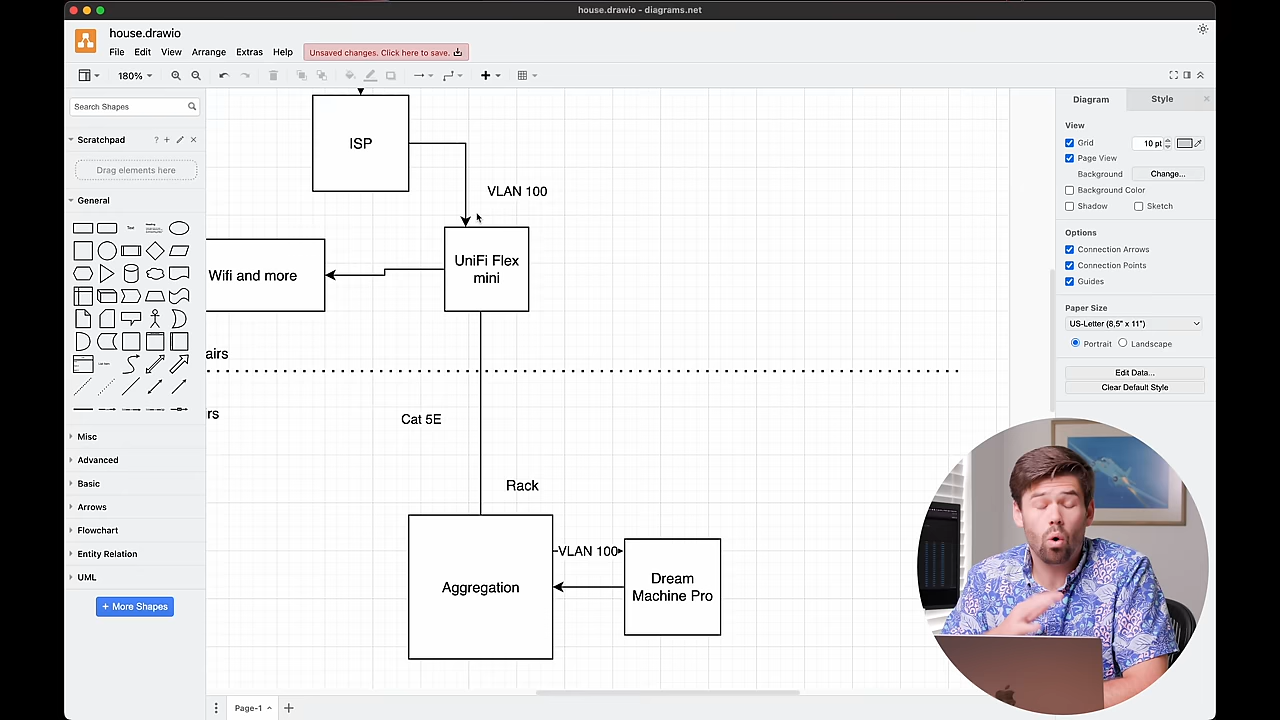 house.drawio - diagrams.net
house.drawio
File Edit View Arrange Extras Help Unsaved changes. Click here to save.
180%
Search Shapes
Scratchpad
Drag elements here
General
Text
Misc
Advanced
Basic
Arrows
Flowchart
Entity Relation
UML
+ More Shapes
ISP
VLAN 100
UniFi Flex
mini
Wifi and more
airs
rs
Cat 5E
Rack
Aggregation
VLAN 100
Dream
Machine Pro
Page-1
Diagram Style
View
Grid 10 pt
Page View
Background Change...
Background Color
Shadow Sketch
Options
Connection Arrows
Connection Points
Guides
Paper Size
US-Letter (8,5" x 11")
Portrait Landscape
Edit Data...
Clear Default Style